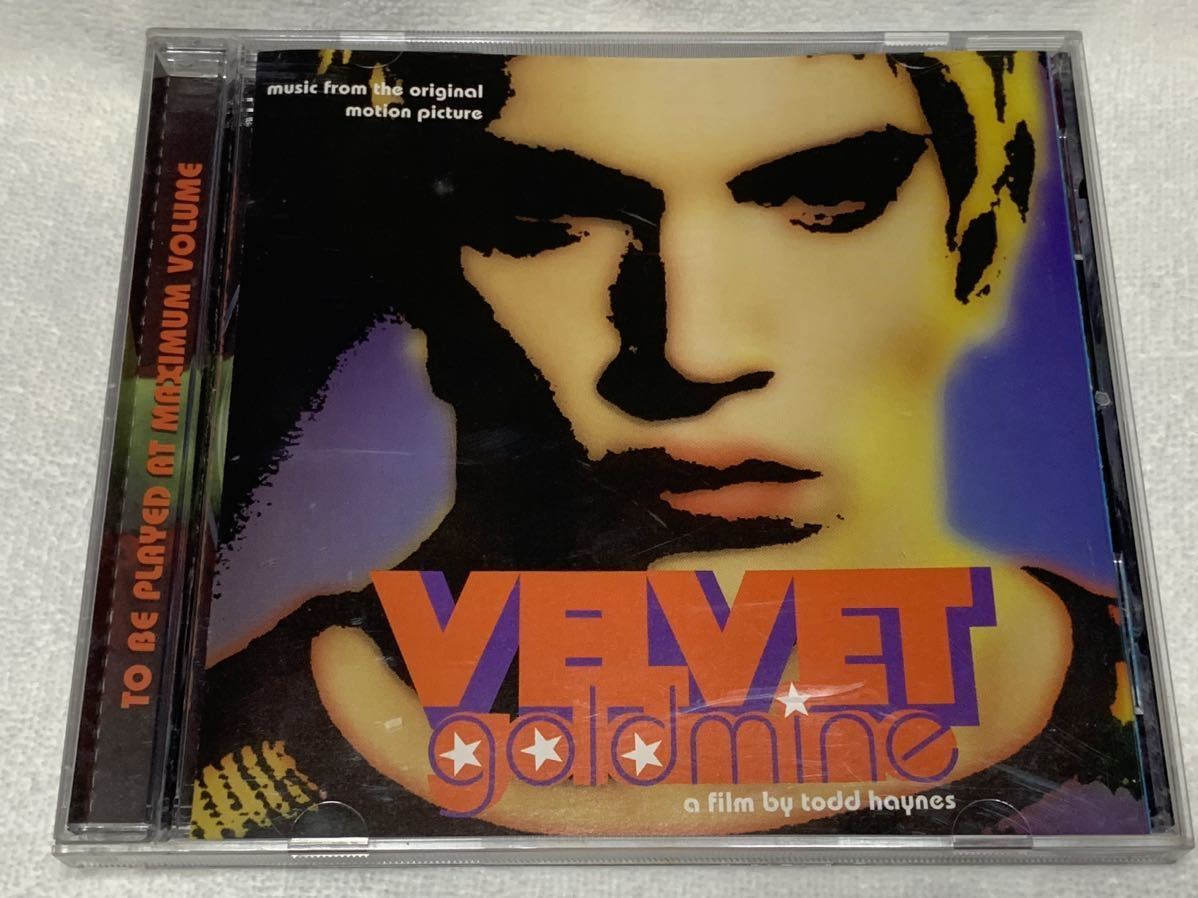 music from the original
motion picture
TO BE PLAYED AT MAXIMUM VOLUME
VELVET
goldmine
a film by todd haynes